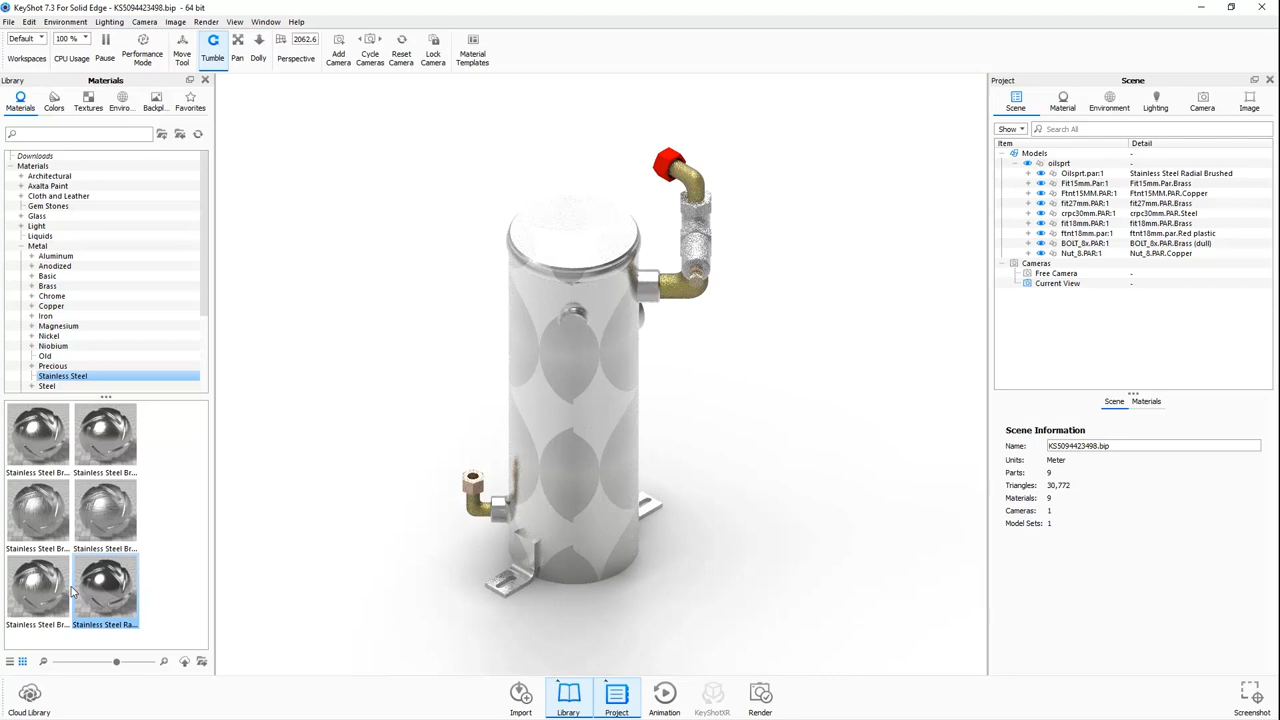 KeyShot 7.3 For Solid Edge - KS5094423498.bip - 64 bit
File Edit Environment Lighting Camera Image Render View Window Help
Default 100 % 2062.6
Workspaces CPU Usage Pause Performance Mode Move Tool Tumble Pan Dolly Perspective Add Camera Cycle Cameras Reset Camera Lock Camera Material Templates
Library Materials
Materials Colors Textures Enviro... Backpl... Favorites
Downloads
Materials
Architectural
Axalta Paint
Cloth and Leather
Gem Stones
Glass
Light
Liquids
Metal
Aluminum
Anodized
Basic
Brass
Chrome
Copper
Iron
Magnesium
Nickel
Niobium
Old
Precious
Stainless Steel
Steel
Stainless Steel Br... Stainless Steel Br...
Stainless Steel Br... Stainless Steel Br...
Stainless Steel Br... Stainless Steel Ra...
Project Scene
Scene Material Environment Lighting Camera Image
Show Search All
Item Detail
Models -
oilsprt -
Oilsprt.par:1 Stainless Steel Radial Brushed
Fit15mm.Par:1 Fit15mm.Par.Brass
Ftnt15MM.PAR:1 Ftnt15MM.PAR.Copper
fit27mm.PAR:1 fit27mm.PAR.Brass
crpc30mm.PAR:1 crpc30mm.PAR.Steel
fit18mm.PAR:1 fit18mm.PAR.Brass
ftnt18mm.par:1 ftnt18mm.par.Red plastic
BOLT_8x.PAR:1 BOLT_8x.PAR.Brass (dull)
Nut_8.PAR:1 Nut_8.PAR.Copper
Cameras -
Free Camera -
Current View -
Scene Materials
Scene Information
Name: KS5094423498.bip
Units: Meter
Parts: 9
Triangles: 30,772
Materials: 9
Cameras: 1
Model Sets: 1
Cloud Library Import Library Project Animation KeyShotXR Render Screenshot